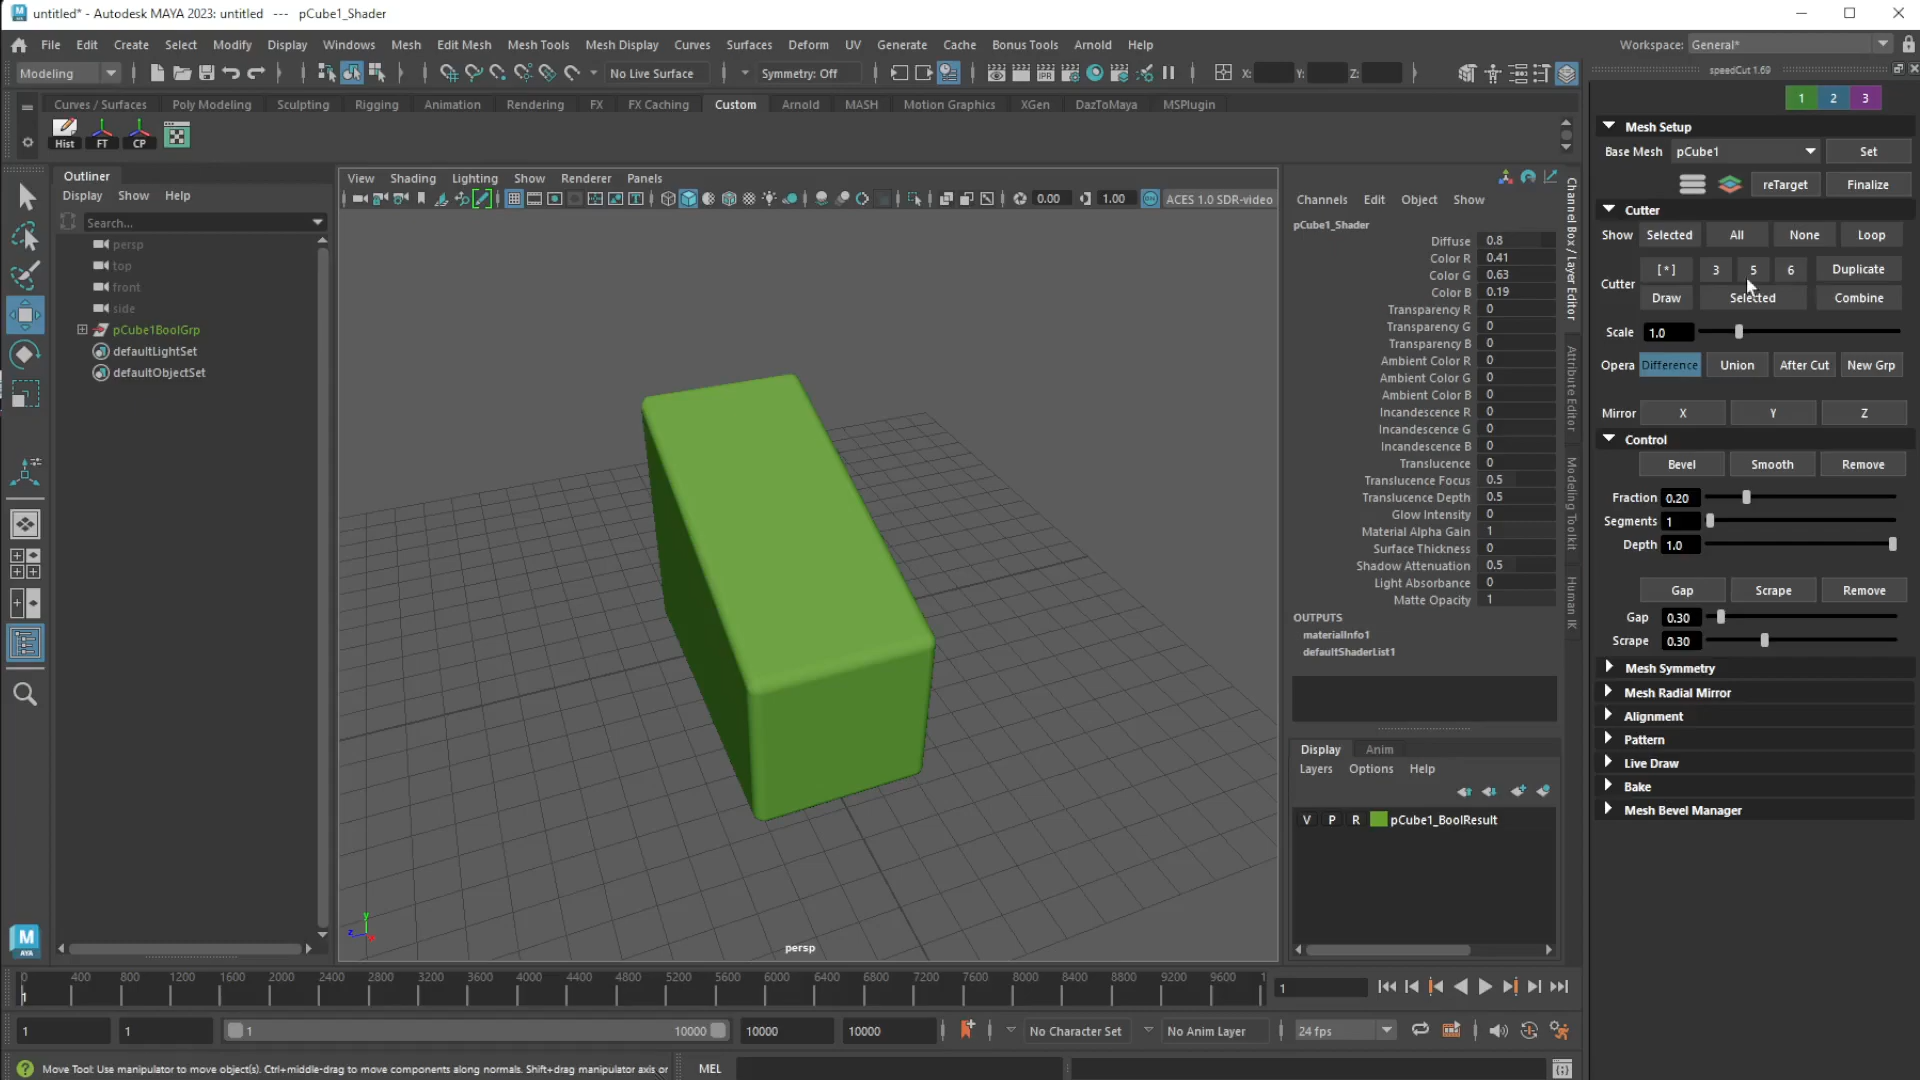 untitled* - Autodesk MAYA 2023: untitled --- pCube1_Shader
File Edit Create Select Modify Display Windows Mesh Edit Mesh Mesh Tools Mesh Display Curves Surfaces Deform UV Generate Cache Bonus Tools Arnold Help
Workspace: General*
Modeling No Live Surface Symmetry: Off X: Y: Z:
speedCut 1.69
Curves / Surfaces Poly Modeling Sculpting Rigging Animation Rendering FX FX Caching Custom Arnold MASH Motion Graphics XGen DazToMaya MSPlugin
1 2 3
Hist FT CP
Outliner
Display Show Help
Search...
persp
top
front
side
pCube1BoolGrp
defaultLightSet
defaultObjectSet
View Shading Lighting Show Renderer Panels
0.00 1.00 ON ACES 1.0 SDR-video
persp
Channels Edit Object Show
pCube1_Shader
Diffuse 0.8
Color R 0.41
Color G 0.63
Color B 0.19
Transparency R 0
Transparency G 0
Transparency B 0
Ambient Color R 0
Ambient Color G 0
Ambient Color B 0
Incandescence R 0
Incandescence G 0
Incandescence B 0
Translucence 0
Translucence Focus 0.5
Translucence Depth 0.5
Glow Intensity 0
Material Alpha Gain 1
Surface Thickness 0
Shadow Attenuation 0.5
Light Absorbance 0
Matte Opacity 1
OUTPUTS
materialInfo1
defaultShaderList1
Display Anim
Layers Options Help
V P R pCube1_BoolResult
Channel Box / Layer Editor
Attribute Editor
Modeling Toolkit
Human IK
Mesh Setup
Base Mesh pCube1 Set
reTarget Finalize
Cutter
Show Selected All None Loop
Cutter [*] 3 5 6 Duplicate
Draw Selected Combine
Scale 1.0
Opera Difference Union After Cut New Grp
Mirror X Y Z
Control
Bevel Smooth Remove
Fraction 0.20
Segments 1
Depth 1.0
Gap Scrape Remove
Gap 0.30
Scrape 0.30
Mesh Symmetry
Mesh Radial Mirror
Alignment
Pattern
Live Draw
Bake
Mesh Bevel Manager
0 400 800 1200 1600 2000 2400 2800 3200 3600 4000 4400 4800 5200 5600 6000 6400 6800 7200 7600 8000 8400 8800 9200 9600 1
1 1
1 1 1 10000 10000 10000 No Character Set No Anim Layer 24 fps
Move Tool: Use manipulator to move object(s). Ctrl+middle-drag to move components along normals. Shift+drag manipulator axis or
MEL